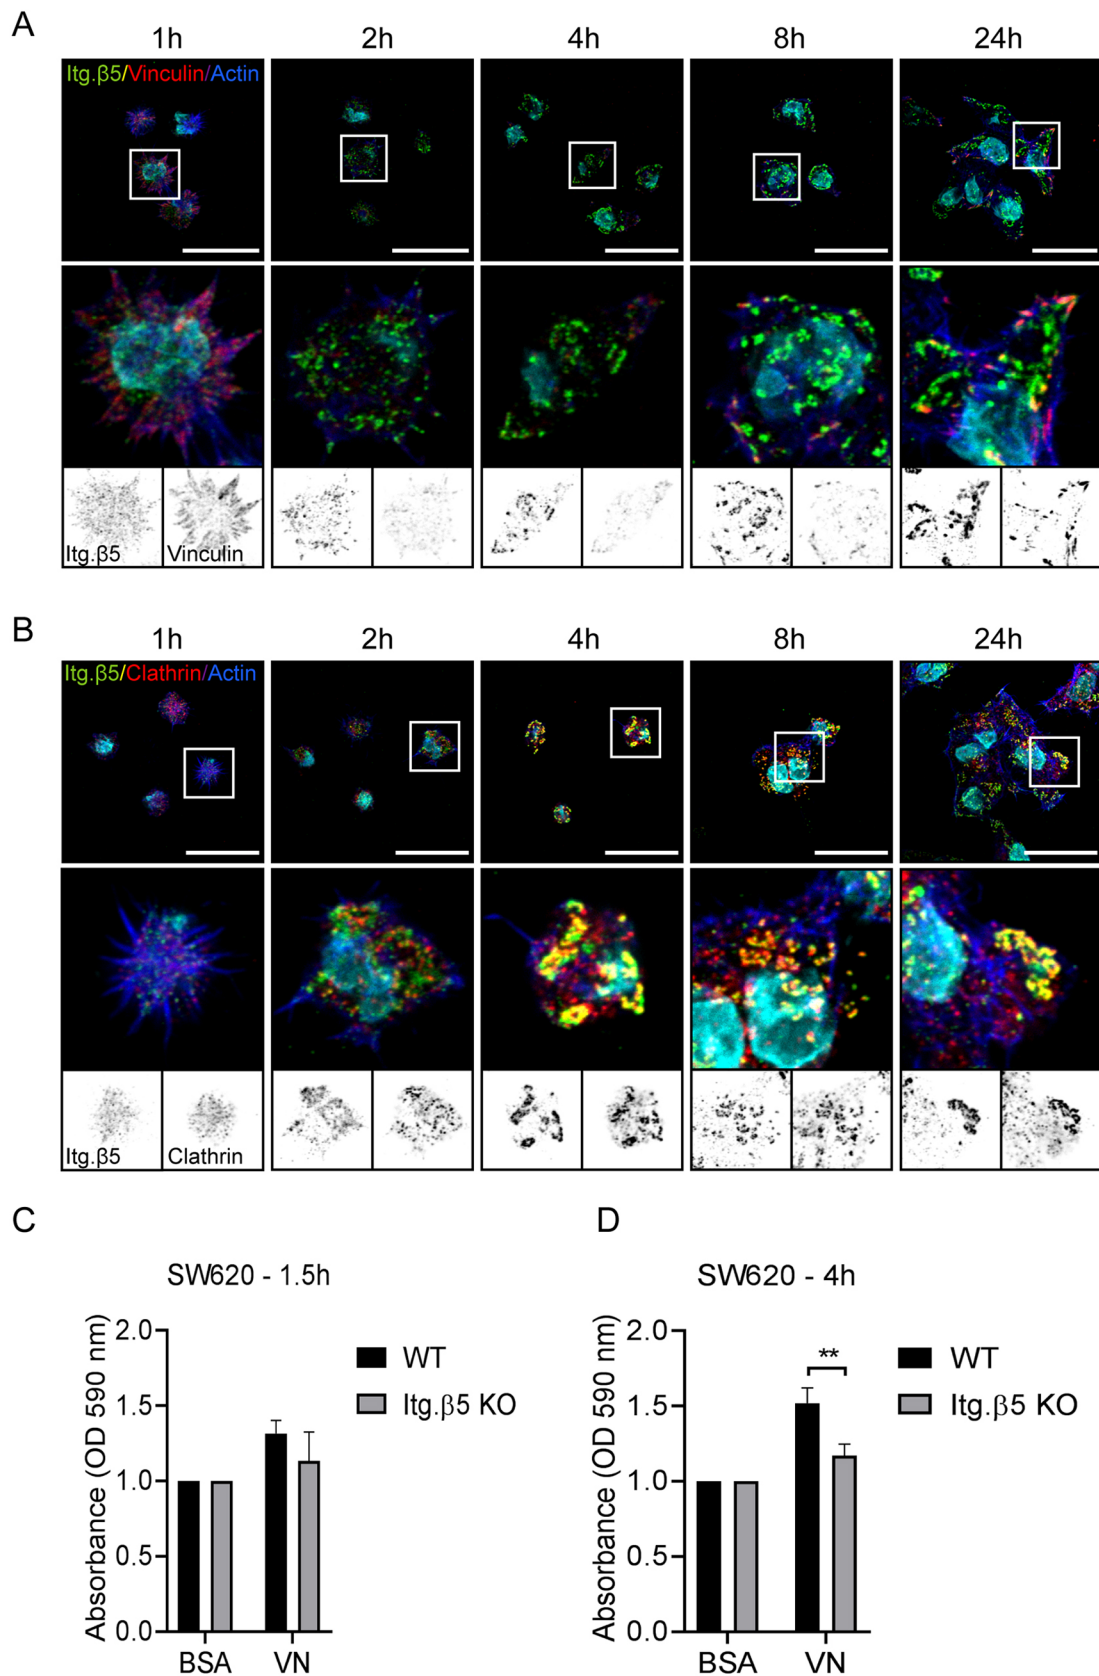 A
1h 2h 4h 8h 24h
Itg.β5/Vinculin/Actin
Itg.β5 Vinculin
B
1h 2h 4h 8h 24h
Itg.β5/Clathrin/Actin
Itg.β5 Clathrin
C
D
SW620 - 1.5h
Absorbance (OD 590 nm)
2.0
1.5
1.0
0.5
0.0
BSA VN
WT
Itg.β5 KO
SW620 - 4h
Absorbance (OD 590 nm)
2.0
1.5
1.0
0.5
0.0
**
BSA VN
WT
Itg.β5 KO